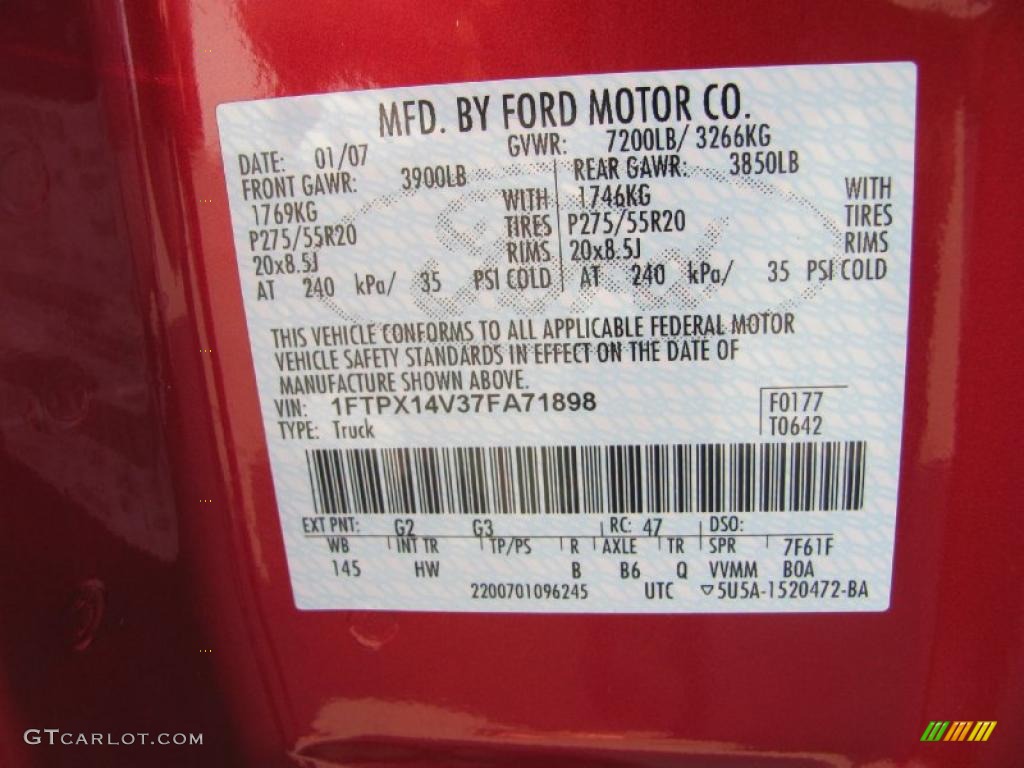 MFD. BY FORD MOTOR CO.
DATE: 01/07 GVWR: 7200LB/ 3266KG
FRONT GAWR: 3900LB REAR GAWR: 3850LB
1769KG WITH 1746KG WITH
P275/55R20 TIRES P275/55R20 TIRES
20x8.5J RIMS 20x8.5J RIMS
AT 240 kPa/ 35 PSI COLD AT 240 kPa/ 35 PSI COLD
THIS VEHICLE CONFORMS TO ALL APPLICABLE FEDERAL MOTOR
VEHICLE SAFETY STANDARDS IN EFFECT ON THE DATE OF
MANUFACTURE SHOWN ABOVE.
VIN: 1FTPX14V37FA71898 F0177
TYPE: Truck T0642
EXT PNT: G2 G3 RC: 47 DSO:
WB INT TR TP/PS R AXLE TR SPR 7F61F
145 HW B B6 Q VVMM BOA
2200701096245 UTC ▽5U5A-1520472-BA
GTCARLOT.COM